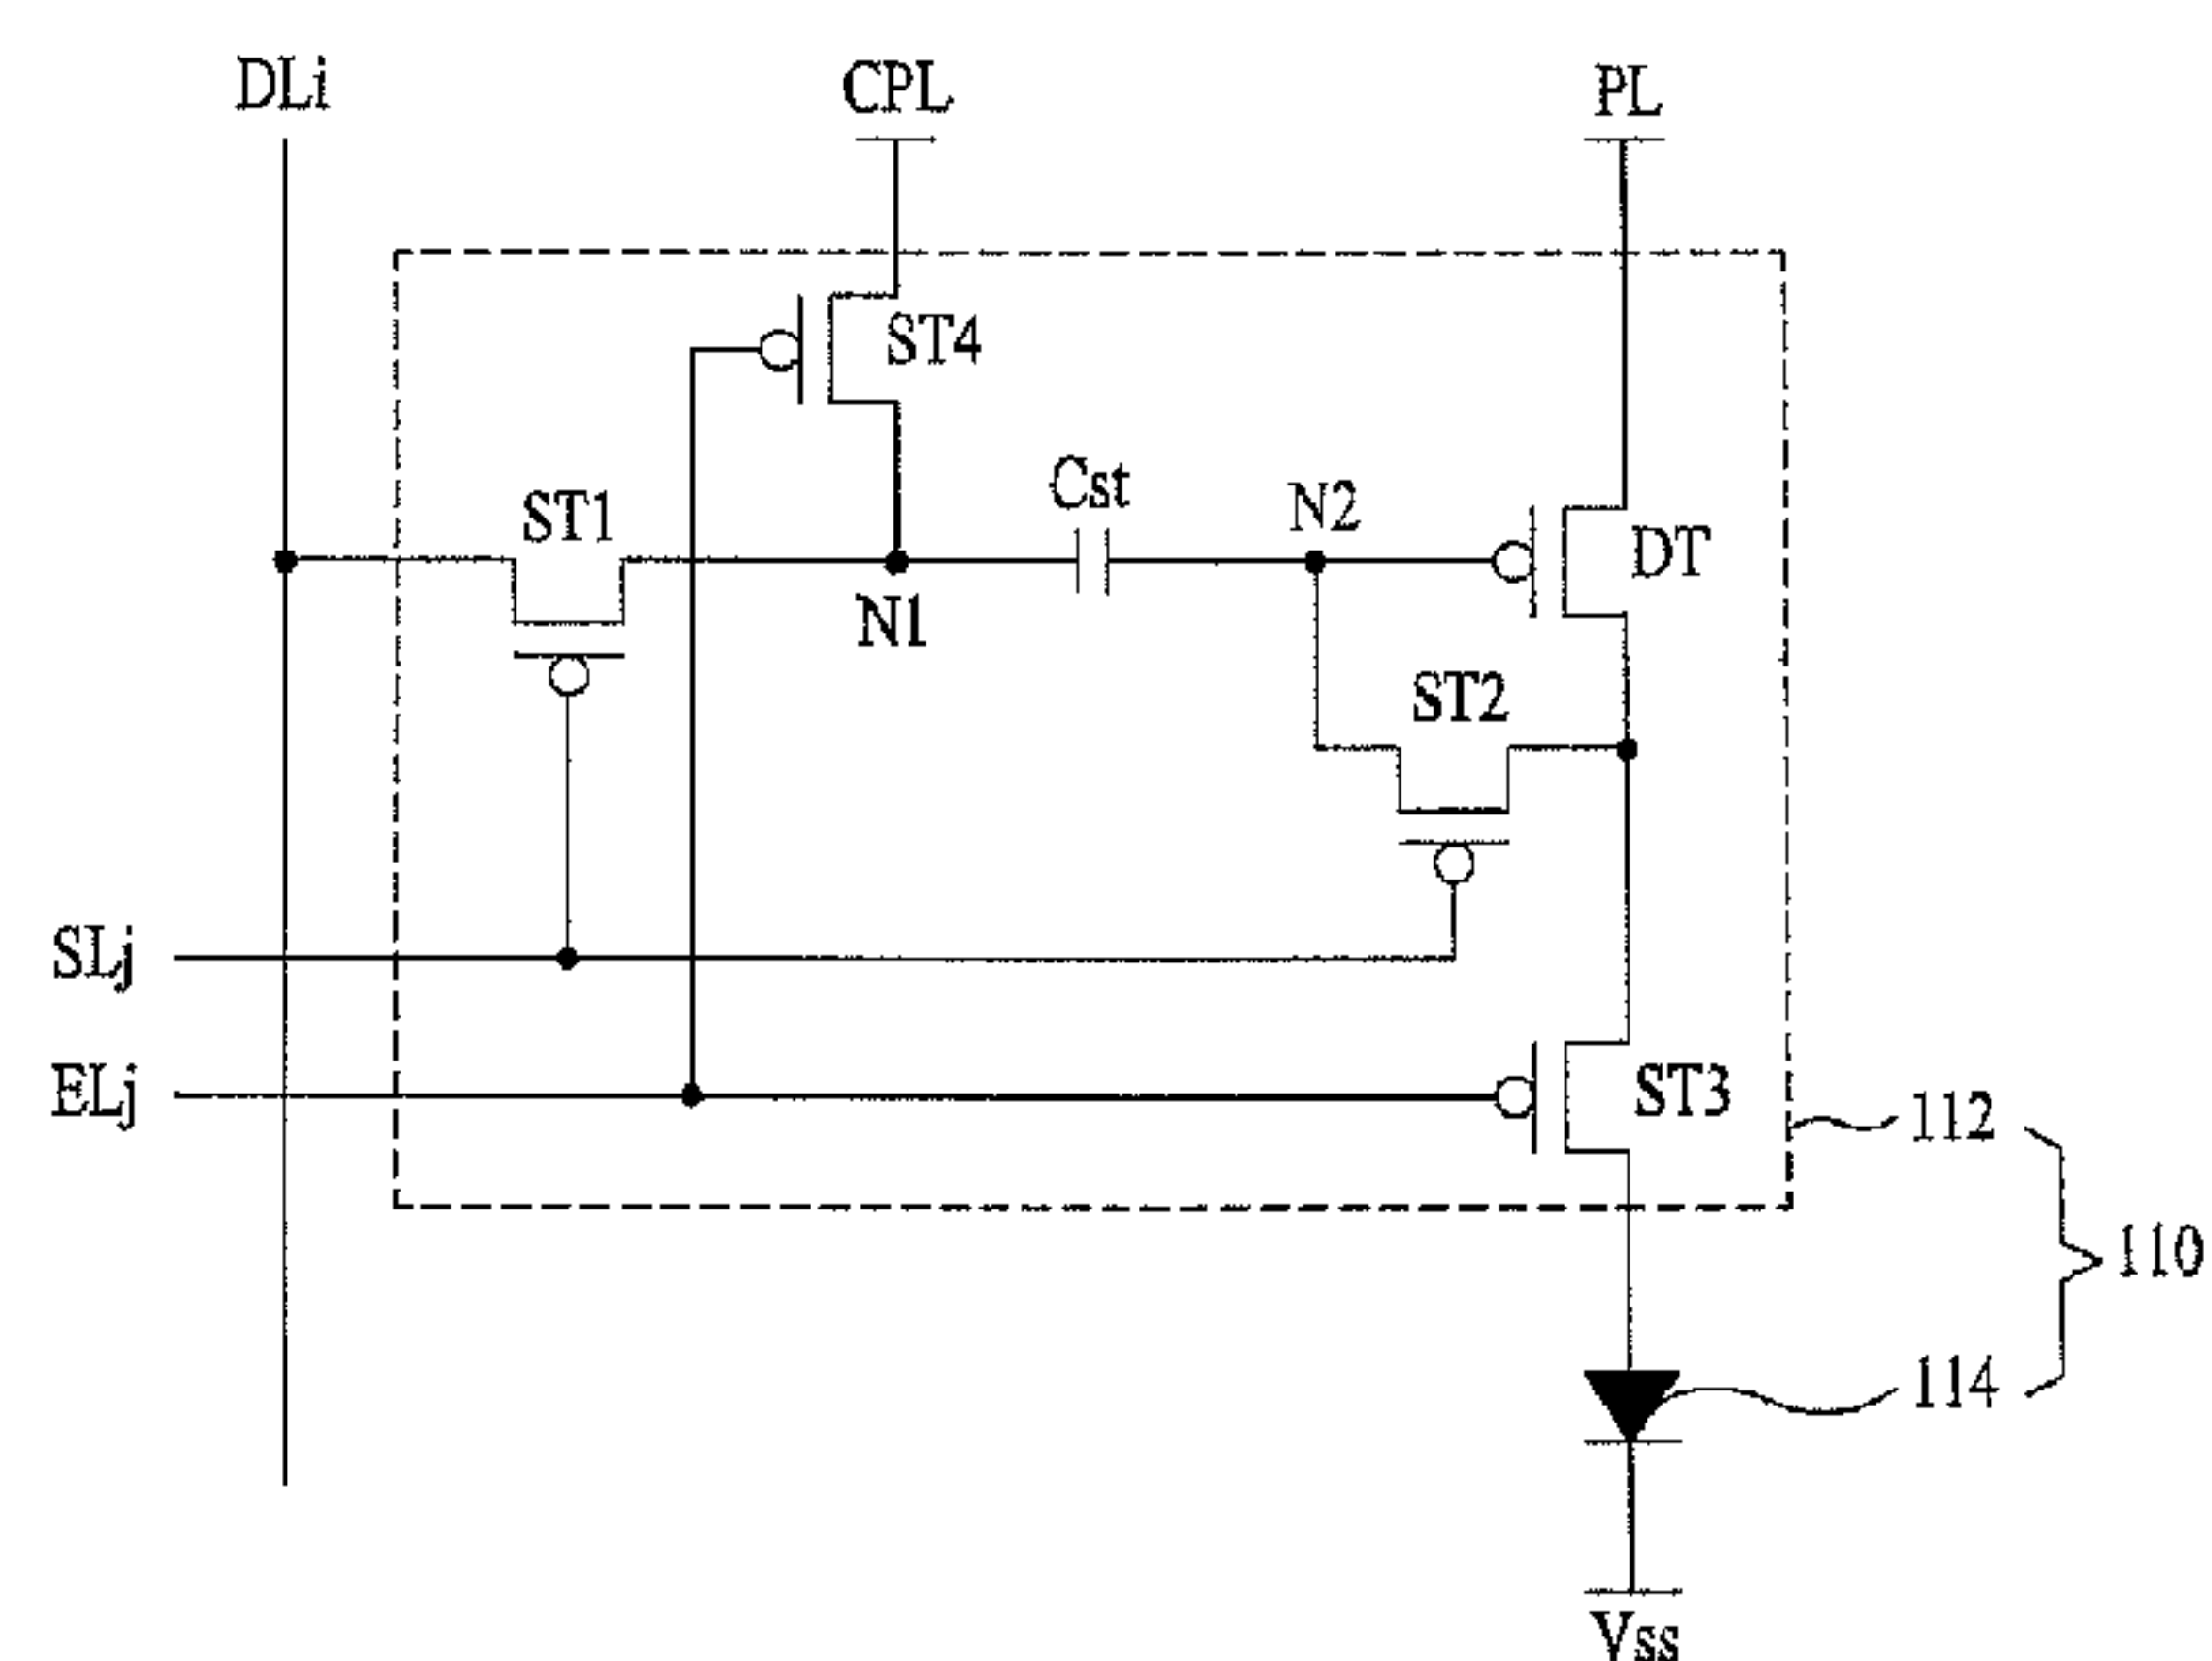 DLi
CPL
PL
ST4
Cst
N2
ST1
DT
N1
ST2
SLj
ELj
ST3
112
110
114
Vss